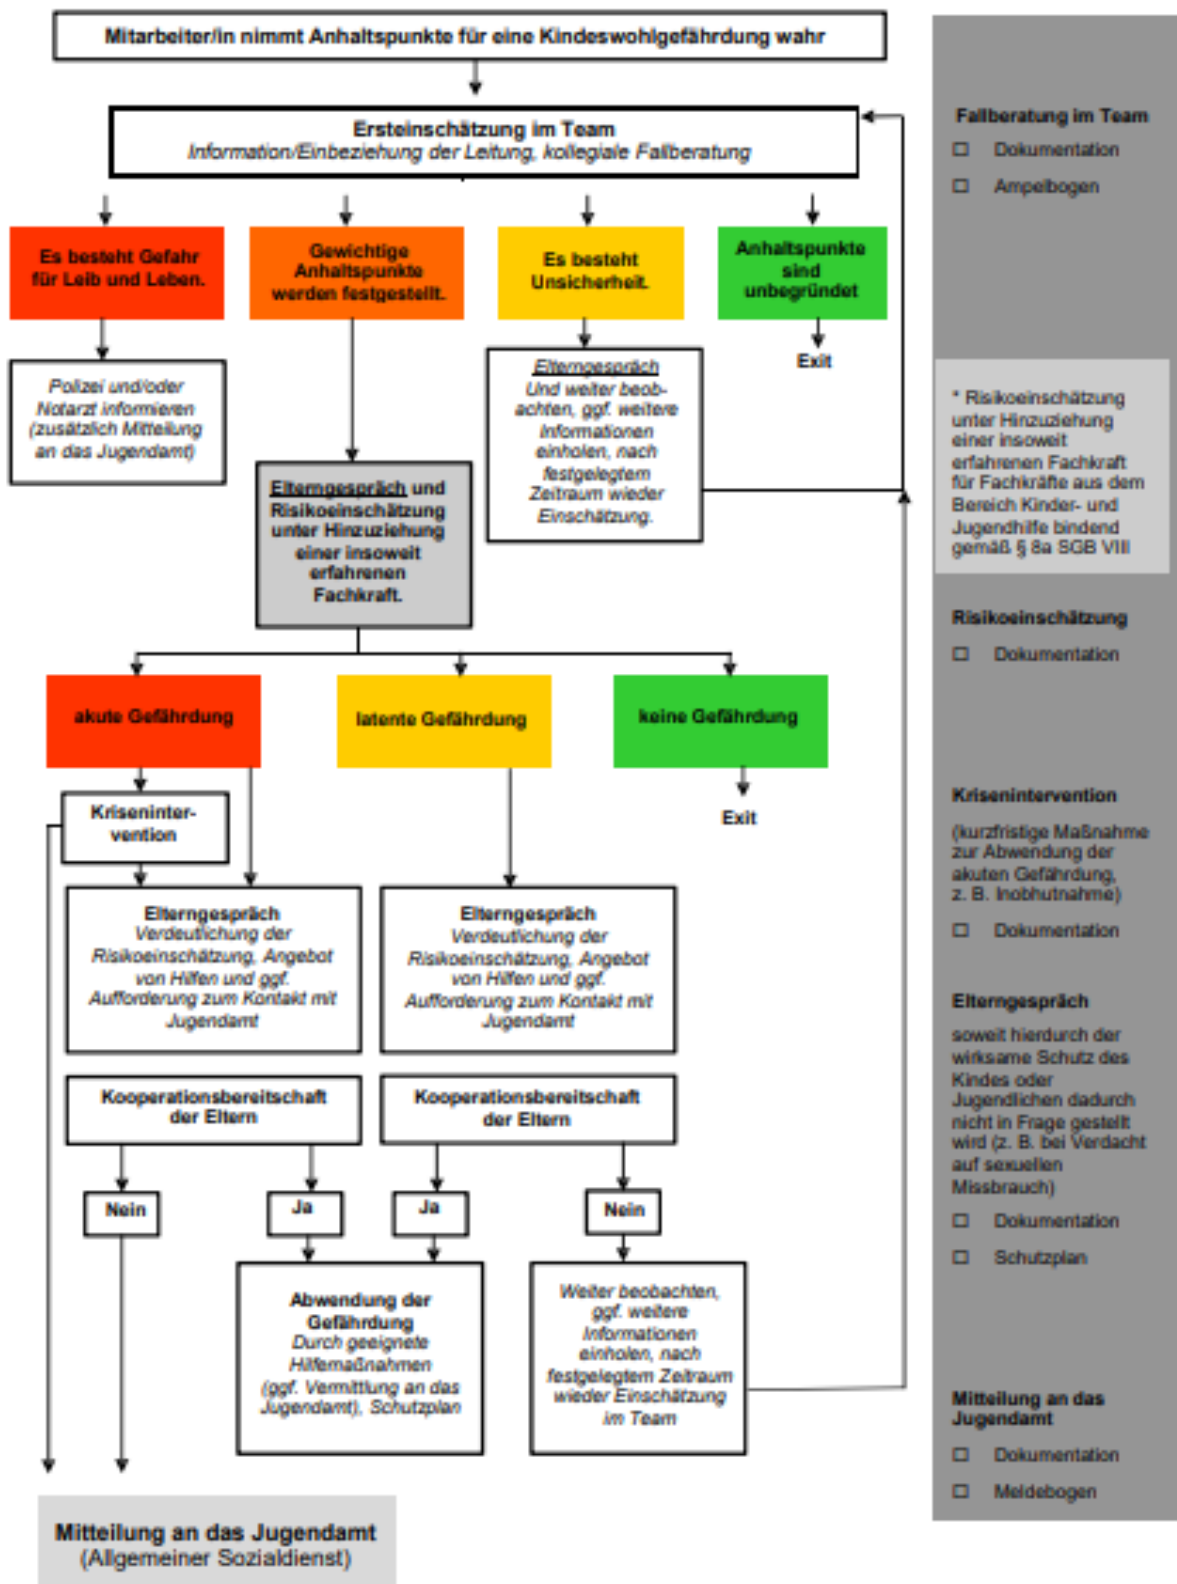 Mitarbeiter/in nimmt Anhaltspunkte für eine Kindeswohlgefährdung wahr
Ersteinschätzung im Team
Information/Einbeziehung der Leitung, kollegiale Fallberatung
Es besteht Gefahr
für Leib und Leben.
Gewichtige
Anhaltspunkte
werden festgestellt.
Es besteht
Unsicherheit.
Anhaltspunkte
sind
unbegründet
Polizei und/oder
Notarzt informieren
(zusätzlich Mitteilung
an das Jugendamt)
Elterngespräch
Und weiter beob-
achten, ggf. weitere
Informationen
einholen, nach
festgelegtem
Zeitraum wieder
Einschätzung.
Exit
Elterngespräch und
Risikoeinschätzung
unter Hinzuziehung
einer insoweit
erfahrenen
Fachkraft.
akute Gefährdung
latente Gefährdung
keine Gefährdung
Kriseninter-
vention
Exit
Elterngespräch
Verdeutlichung der
Risikoeinschätzung, Angebot
von Hilfen und ggf.
Aufforderung zum Kontakt mit
Jugendamt
Elterngespräch
Verdeutlichung der
Risikoeinschätzung, Angebot
von Hilfen und ggf.
Aufforderung zum Kontakt mit
Jugendamt
Kooperationsbereitschaft
der Eltern
Kooperationsbereitschaft
der Eltern
Nein
Ja
Ja
Nein
Abwendung der
Gefährdung
Durch geeignete
Hilfemaßnahmen
(ggf. Vermittlung an das
Jugendamt), Schutzplan
Weiter beobachten,
ggf. weitere
Informationen
einholen, nach
festgelegtem Zeitraum
wieder Einschätzung
im Team
Mitteilung an das Jugendamt
(Allgemeiner Sozialdienst)
Fallberatung im Team
☐ Dokumentation
☐ Ampelbogen
* Risikoeinschätzung
unter Hinzuziehung
einer insoweit
erfahrenen Fachkraft
für Fachkräfte aus dem
Bereich Kinder- und
Jugendhilfe bindend
gemäß § 8a SGB VIII
Risikoeinschätzung
☐ Dokumentation
Krisenintervention
(kurzfristige Maßnahme
zur Abwendung der
akuten Gefährdung,
z. B. Inobhutnahme)
☐ Dokumentation
Elterngespräch
soweit hierdurch der
wirksame Schutz des
Kindes oder
Jugendlichen dadurch
nicht in Frage gestellt
wird (z. B. bei Verdacht
auf sexuellen
Missbrauch)
☐ Dokumentation
☐ Schutzplan
Mitteilung an das
Jugendamt
☐ Dokumentation
☐ Meldebogen